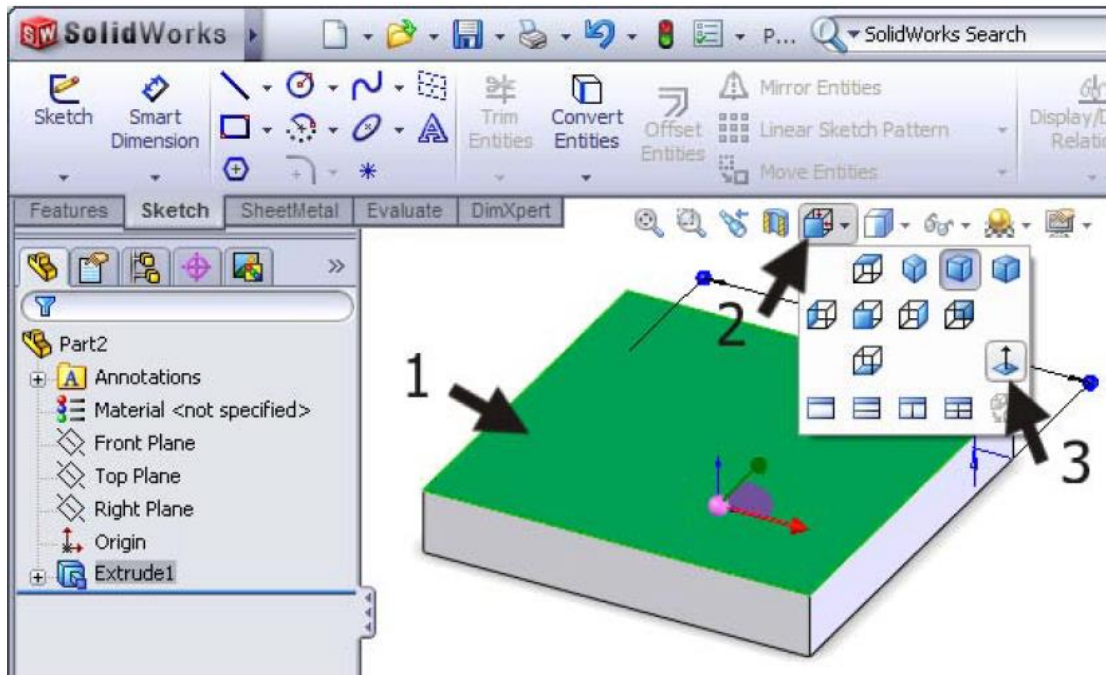 SolidWorks P... SolidWorks Search
Sketch Smart Dimension Trim Entities Convert Entities Offset Entities
Mirror Entities
Linear Sketch Pattern
Move Entities
Features Sketch SheetMetal Evaluate DimXpert
Part2
A Annotations
Material <not specified>
Front Plane
Top Plane
Right Plane
Origin
Extrude1
1
2
3